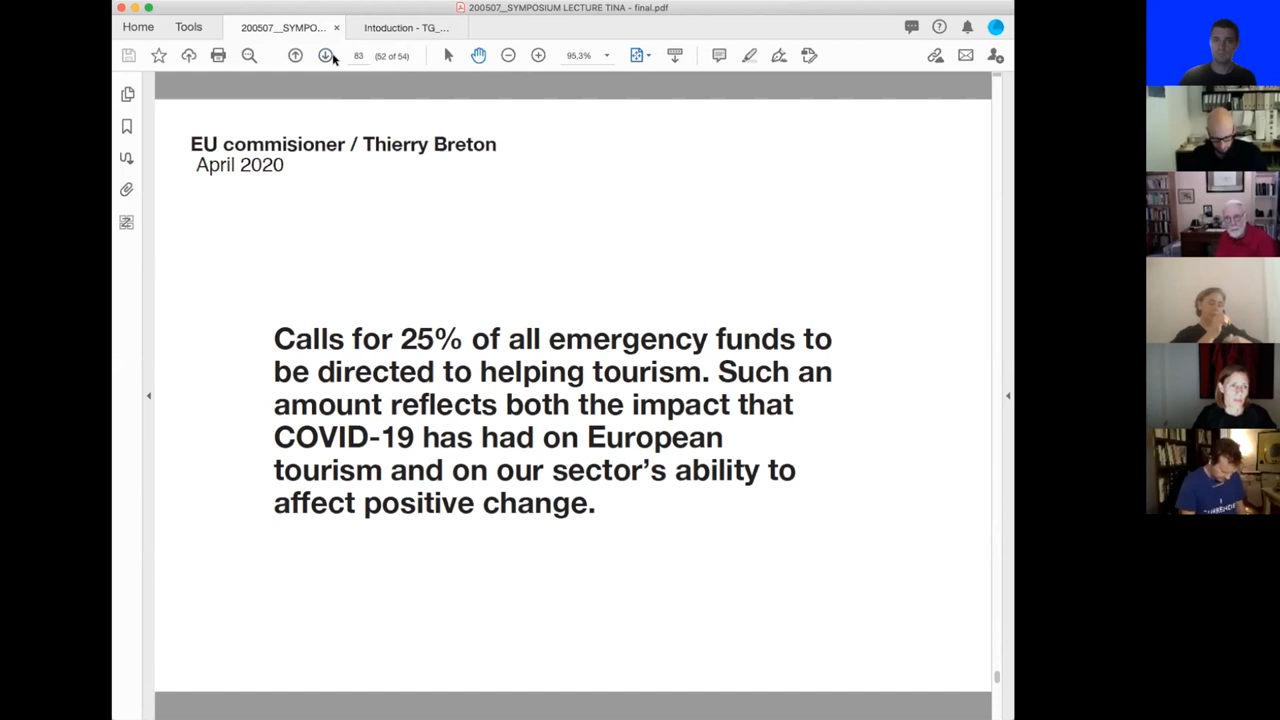 200507__SYMPOSIUM LECTURE TINA - final.pdf
Home
Tools
200507__SYMPO... ×
Intoduction - TG_...
83
(52 of 54)
95,3%
EU commisioner / Thierry Breton
April 2020
Calls for 25% of all emergency funds to
be directed to helping tourism. Such an
amount reflects both the impact that
COVID-19 has had on European
tourism and on our sector’s ability to
affect positive change.